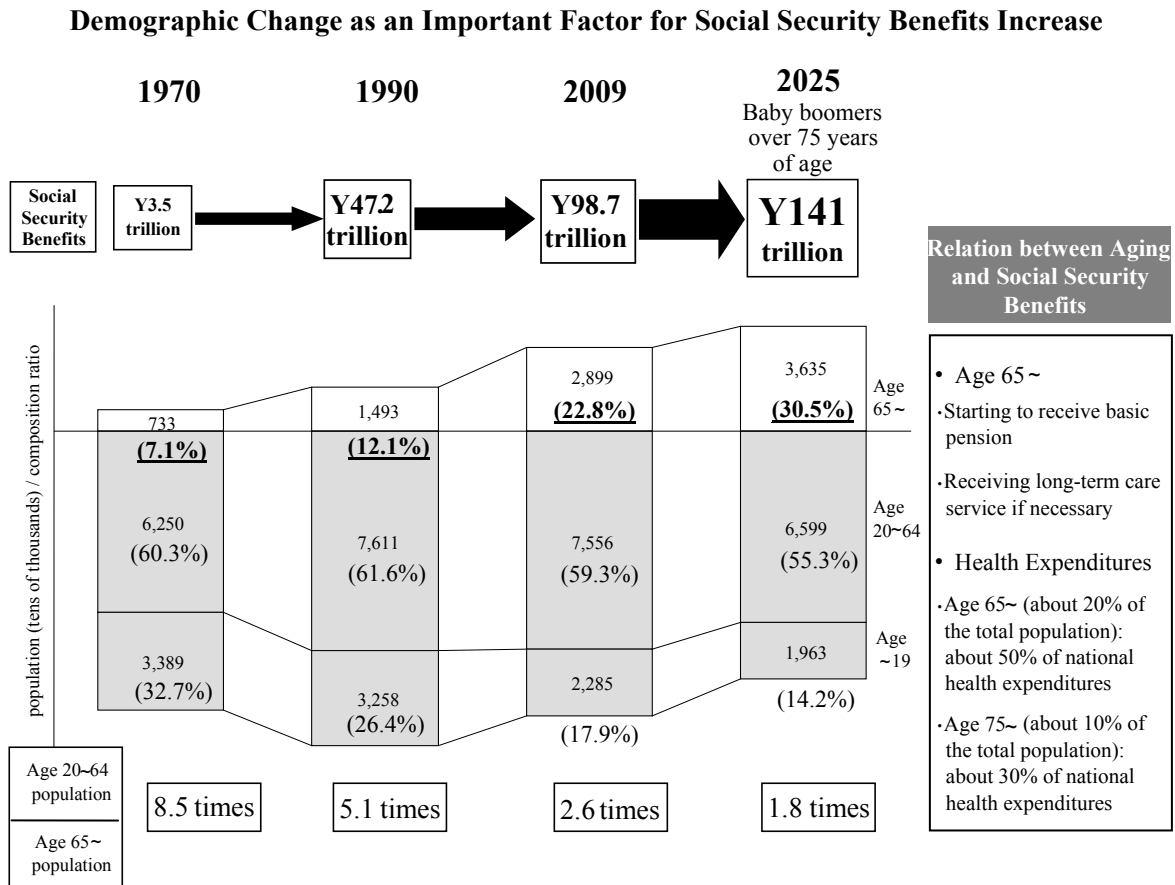 Demographic Change as an Important Factor for Social Security Benefits Increase
1970
1990
2009
2025
Baby boomers
over 75 years
of age
Social
Security
Benefits
Y3.5
trillion
Y47.2
trillion
Y98.7
trillion
Y141
trillion
Relation between Aging
and Social Security
Benefits
population (tens of thousands) / composition ratio
733
(7.1%)
6,250
(60.3%)
3,389
(32.7%)
1,493
(12.1%)
7,611
(61.6%)
3,258
(26.4%)
2,899
(22.8%)
7,556
(59.3%)
2,285
(17.9%)
3,635
(30.5%)
6,599
(55.3%)
1,963
(14.2%)
Age
65~
Age
20~64
Age
~19
• Age 65~
·Starting to receive basic
pension
·Receiving long-term care
service if necessary
• Health Expenditures
·Age 65~ (about 20% of
the total population):
about 50% of national
health expenditures
·Age 75~ (about 10% of
the total population):
about 30% of national
health expenditures
Age 20~64
population
Age 65~
population
8.5 times
5.1 times
2.6 times
1.8 times